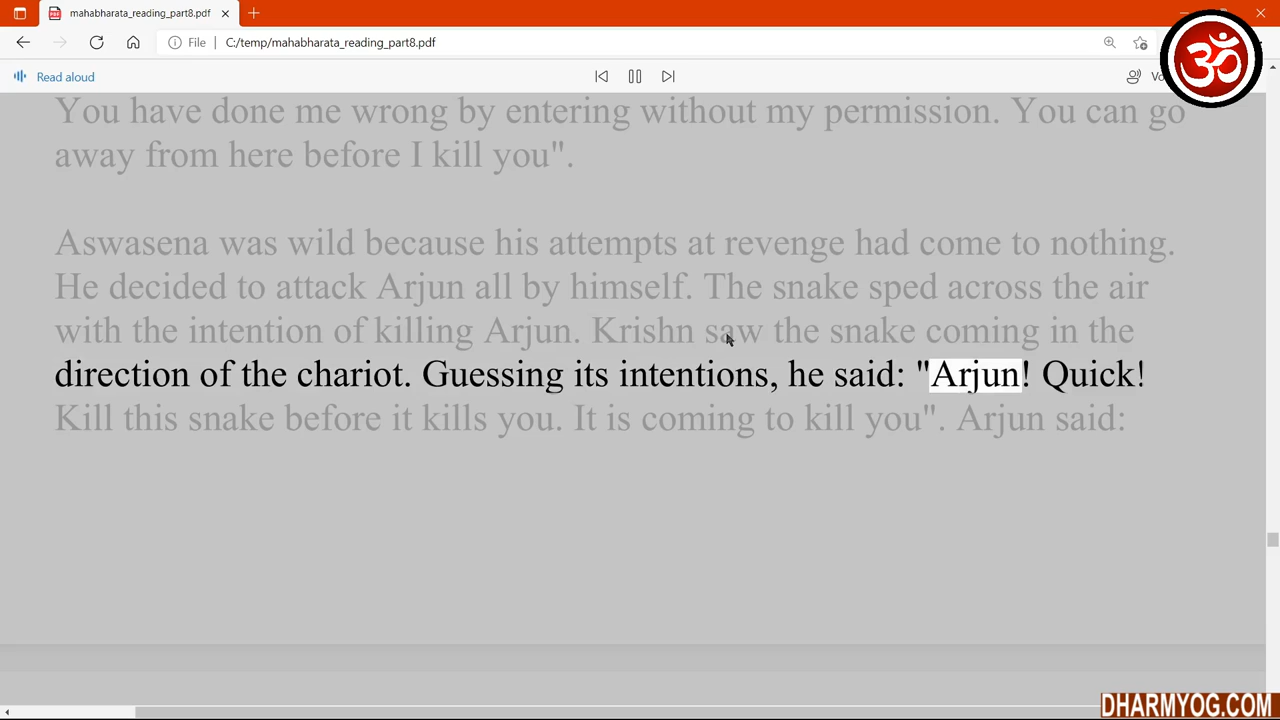 mahabharata_reading_part8.pdf
File C:/temp/mahabharata_reading_part8.pdf
Read aloud
You have done me wrong by entering without my permission. You can go
away from here before I kill you".
Aswasena was wild because his attempts at revenge had come to nothing.
He decided to attack Arjun all by himself. The snake sped across the air
with the intention of killing Arjun. Krishn saw the snake coming in the
direction of the chariot. Guessing its intentions, he said: "Arjun! Quick!
Kill this snake before it kills you. It is coming to kill you". Arjun said:
ॐ
DHARMYOG.COM